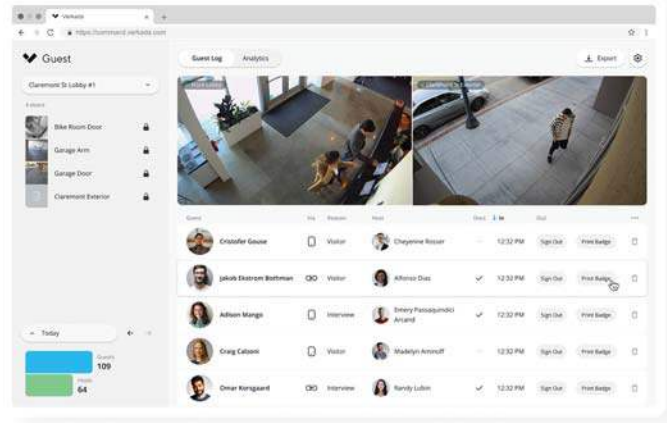 Verkada
https://command.verkada.com
Guest
Guest Log
Analytics
Export
Claremont St Lobby #1
Bike Room Door
Garage Arm
Garage Door
Claremont Exterior
Guest
Via
Reason
Host
Docs
In
Out
Cristofer Gouse
Visitor
Cheyenne Rosser
12:32 PM
Sign Out
Print Badge
Jakob Ekstrom Bothman
Visitor
Alfonso Dias
12:32 PM
Sign Out
Print Badge
Adison Mango
Interview
Emery Passaquindici
Arcand
12:32 PM
Sign Out
Print Badge
Craig Calzoni
Visitor
Madelyn Aminoff
12:32 PM
Sign Out
Print Badge
Omar Korsgaard
Interview
Randy Lubin
12:32 PM
Sign Out
Print Badge
Today
Guests
109
Hosts
64